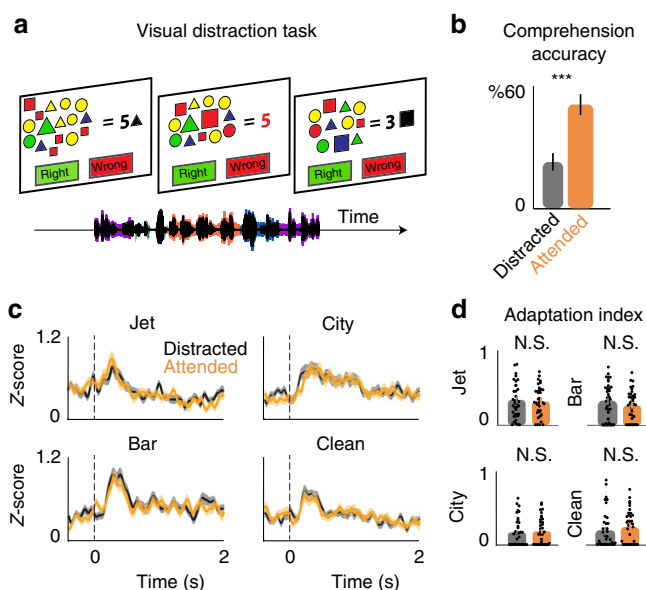 a
Visual distraction task
= 5
= 5
= 3
Right
Wrong
Right
Wrong
Right
Wrong
Time
b
Comprehension
accuracy
***
%60
0
Distracted
Attended
c
Jet
City
1.2
Z-score
0
Distracted
Attended
Bar
Clean
1.2
Z-score
0
0
2
0
2
Time (s)
Time (s)
d
Adaptation index
N.S.
N.S.
1
Jet
0
Bar
N.S.
N.S.
1
City
0
Clean